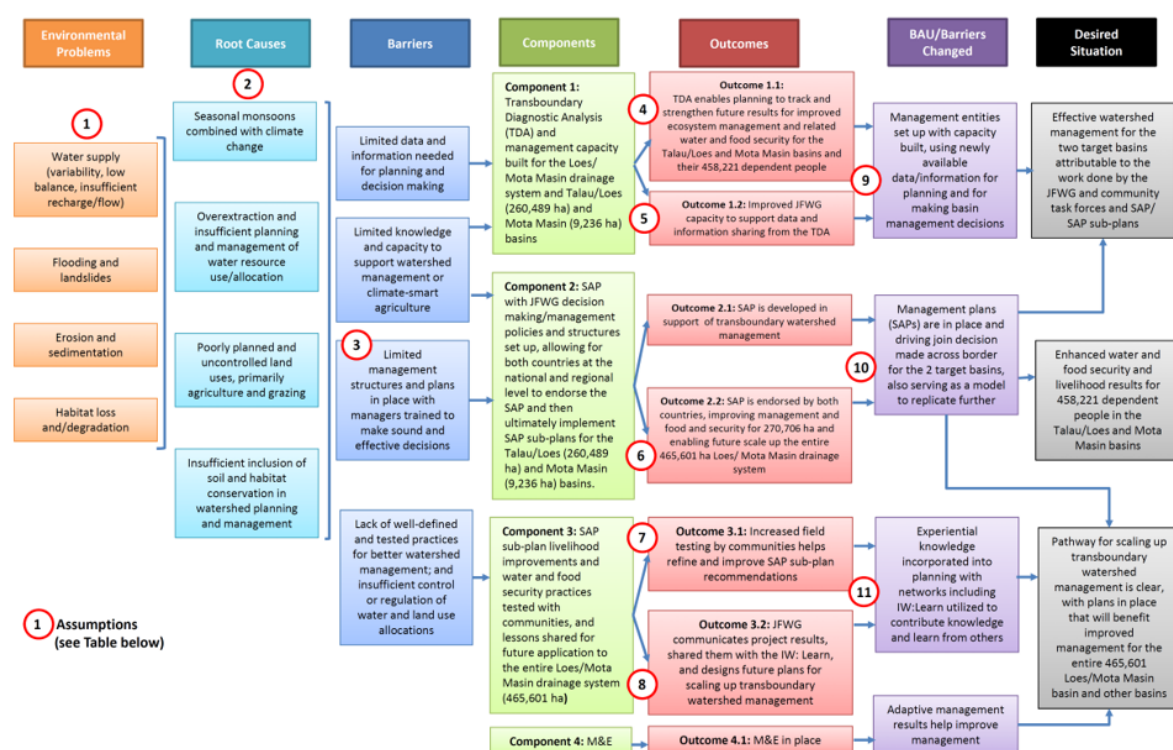 Environmental
Problems
Root Causes
Barriers
Components
Outcomes
BAU/Barriers
Changed
Desired
Situation
1
Water supply
(variability, low
balance, insufficient
recharge/flow)
Flooding and
landslides
Erosion and
sedimentation
Habitat loss
and/degradation
1
Assumptions
(see Table below)
2
Seasonal monsoons
combined with climate
change
Overextraction and
insufficient planning
and management of
water resource
use/allocation
Poorly planned and
uncontrolled land
uses, primarily
agriculture and grazing
Insufficient inclusion of
soil and habitat
conservation in
watershed planning
and management
Limited data and
information needed
for planning and
decision making
Limited knowledge
and capacity to
support watershed
management or
climate-smart
agriculture
3
Limited
management
structures and plans
in place with
managers trained to
make sound and
effective decisions
Lack of well-defined
and tested practices
for better watershed
management; and
insufficient control
or regulation of
water and land use
allocations
Component 1:
Transboundary
Diagnostic Analysis
(TDA) and
management capacity
built for the Loes/
Mota Masin drainage
system and Talau/Loes
(260,489 ha) and
Mota Masin (9,236 ha)
basins
Component 2: SAP
with JFWG decision
making/management
policies and structures
set up, allowing for
both countries at the
national and regional
level to endorse the
SAP and then
ultimately implement
SAP sub-plans for the
Talau/Loes (260,489
ha) and Mota Masin
(9,236 ha) basins.
Component 3: SAP
sub-plan livelihood
improvements and
water and food
security practices
tested with
communities, and
lessons shared for
future application to
the entire Loes/Mota
Masin drainage system
(465,601 ha)
Component 4: M&E
4
Outcome 1.1:
TDA enables planning to track and
strengthen future results for improved
ecosystem management and related
water and food security for the
Talau/Loes and Mota Masin basins and
their 458,221 dependent people
5
Outcome 1.2: Improved JFWG
capacity to support data and
information sharing from the TDA
Outcome 2.1: SAP is developed in
support of transboundary watershed
management
Outcome 2.2: SAP is endorsed by both
countries, improving management and
food and security for 270,706 ha and
enabling future scale up the entire
465,601 ha Loes/ Mota Masin drainage
system
6
7
Outcome 3.1: Increased field
testing by communities helps
refine and improve SAP sub-plan
recommendations
Outcome 3.2: JFWG
communicates project results,
shared them with the IW: Learn,
and designs future plans for
scaling up transboundary
watershed management
8
Outcome 4.1: M&E in place
9
Management entities
set up with capacity
built, using newly
available
data/information for
planning and for
making basin
management decisions
10
Management plans
(SAPs) are in place and
driving join decision
made across border
for the 2 target basins,
also serving as a model
to replicate further
11
Experiential
knowledge
incorporated into
planning with
networks including
IW:Learn utilized to
contribute knowledge
and learn from others
Adaptive management
results help improve
management
Effective watershed
management for the
two target basins
attributable to the
work done by the
JFWG and community
task forces and SAP/
SAP sub-plans
Enhanced water and
food security and
livelihood results for
458,221 dependent
people in the
Talau/Loes and Mota
Masin basins
Pathway for scaling up
transboundary
watershed
management is clear,
with plans in place
that will benefit
improved
management for the
entire 465,601
Loes/Mota Masin
basin and other basins